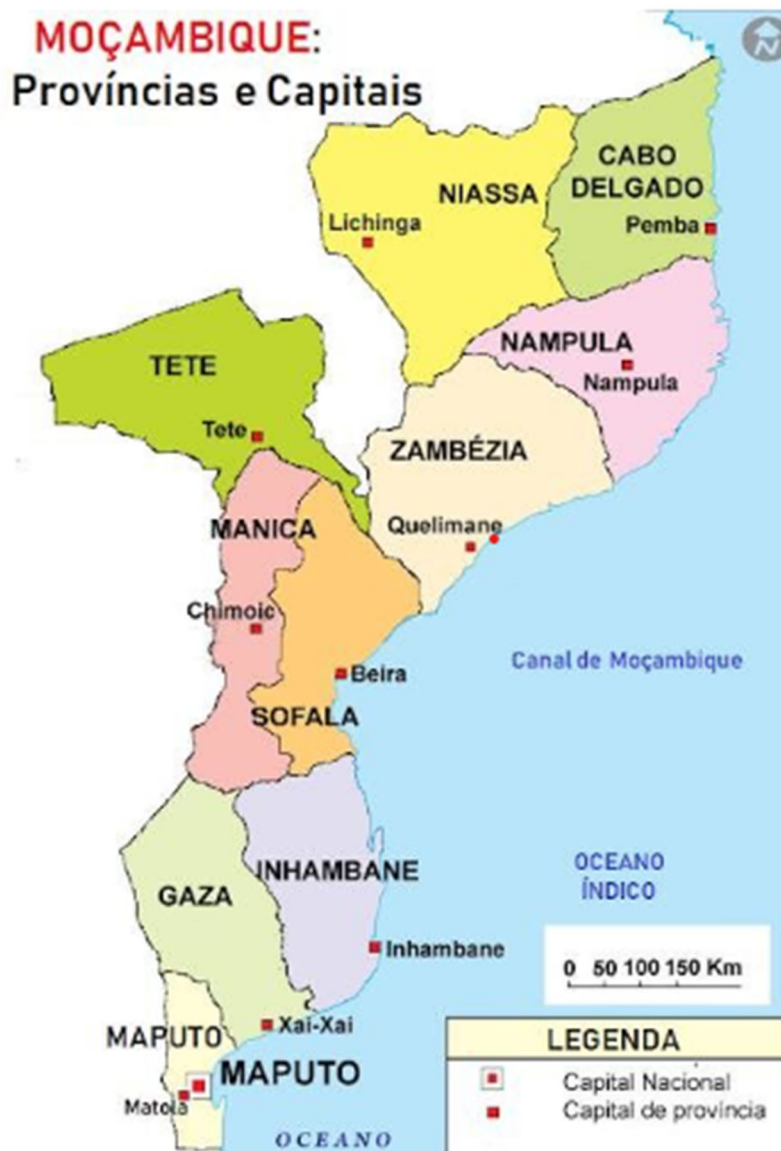 MOÇAMBIQUE:
Províncias e Capitais
N
CABO
DELGADO
NIASSA
Lichinga
Pemba
NAMPULA
Nampula
TETE
Tete
ZAMBÉZIA
Quelimane
MANICA
Chimoic
Beira
SOFALA
Canal de Moçambique
INHAMBANE
OCEANO
ÍNDICO
GAZA
Inhambane
0 50 100 150 Km
Xai-Xai
MAPUTO
MAPUTO
Matola
LEGENDA
Capital Nacional
Capital de província
OCEANO